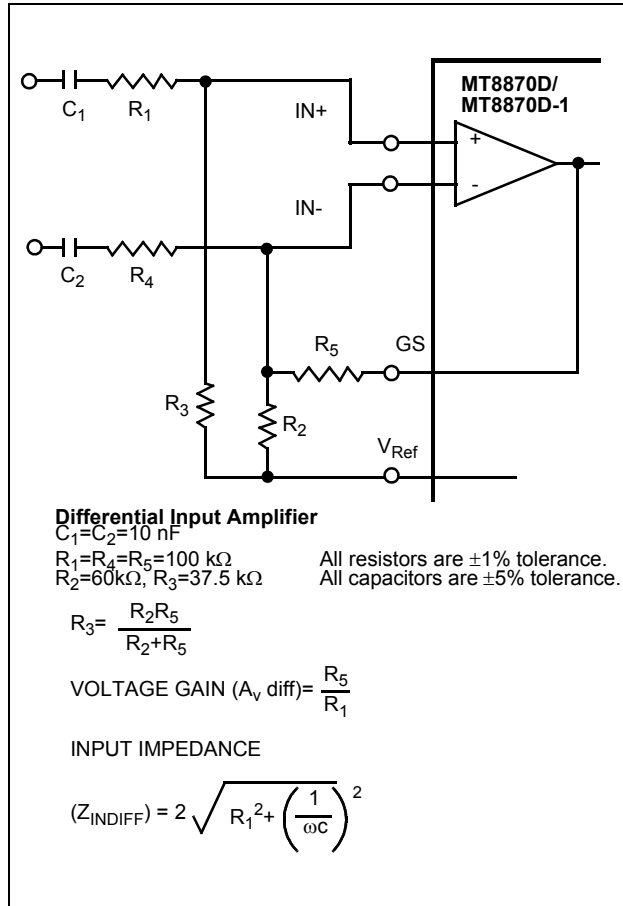 MT8870D/
MT8870D-1
C1
R1
IN+
+
-
IN-
C2
R4
R5
GS
R3
R2
VRef
Differential Input Amplifier
C1=C2=10 nF
R1=R4=R5=100 kΩ All resistors are ±1% tolerance.
R2=60kΩ, R3=37.5 kΩ All capacitors are ±5% tolerance.
R3= R2R5
R2+R5
VOLTAGE GAIN (Av diff)= R5
R1
INPUT IMPEDANCE
(ZINDIFF) = 2 √ R1²+ (1
ωc)²